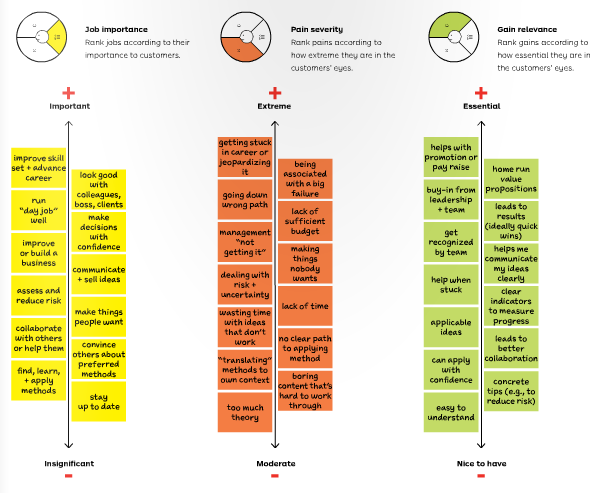 Job importance
Rank jobs according to their
importance to customers.
Important
improve skill
set + advance
career
look good
with
colleagues,
boss, clients
run
"day job"
well
make
decisions
with
confidence
improve
or build a
business
communicate
+ sell ideas
assess and
reduce risk
make things
people want
collaborate
with others
or help them
convince
others about
preferred
methods
find, learn,
+ apply
methods
stay
up to date
Insignificant
Pain severity
Rank pains according to
how extreme they are in the
customers' eyes.
Extreme
getting stuck
in career or
jeopardizing
it
being
associated
with a big
failure
going down
wrong path
lack of
sufficient
budget
management
"not
getting it"
making
things
nobody
wants
dealing with
risk +
uncertainty
lack of time
wasting time
with ideas
that don't
work
no clear path
to applying
method
"translating"
methods to
own context
boring
content that's
hard to work
through
too much
theory
Moderate
Gain relevance
Rank gains according to
how essential they are in
the customers' eyes.
Essential
helps with
promotion or
pay raise
home run
value
propositions
buy-in from
leadership
+ team
leads to
results
(ideally quick
wins)
get
recognized
by team
helps me
communicate
my ideas
clearly
help when
stuck
clear
indicators
to measure
progress
applicable
ideas
leads to
better
collaboration
can apply
with
confidence
concrete
tips (e.g., to
reduce risk)
easy to
understand
Nice to have